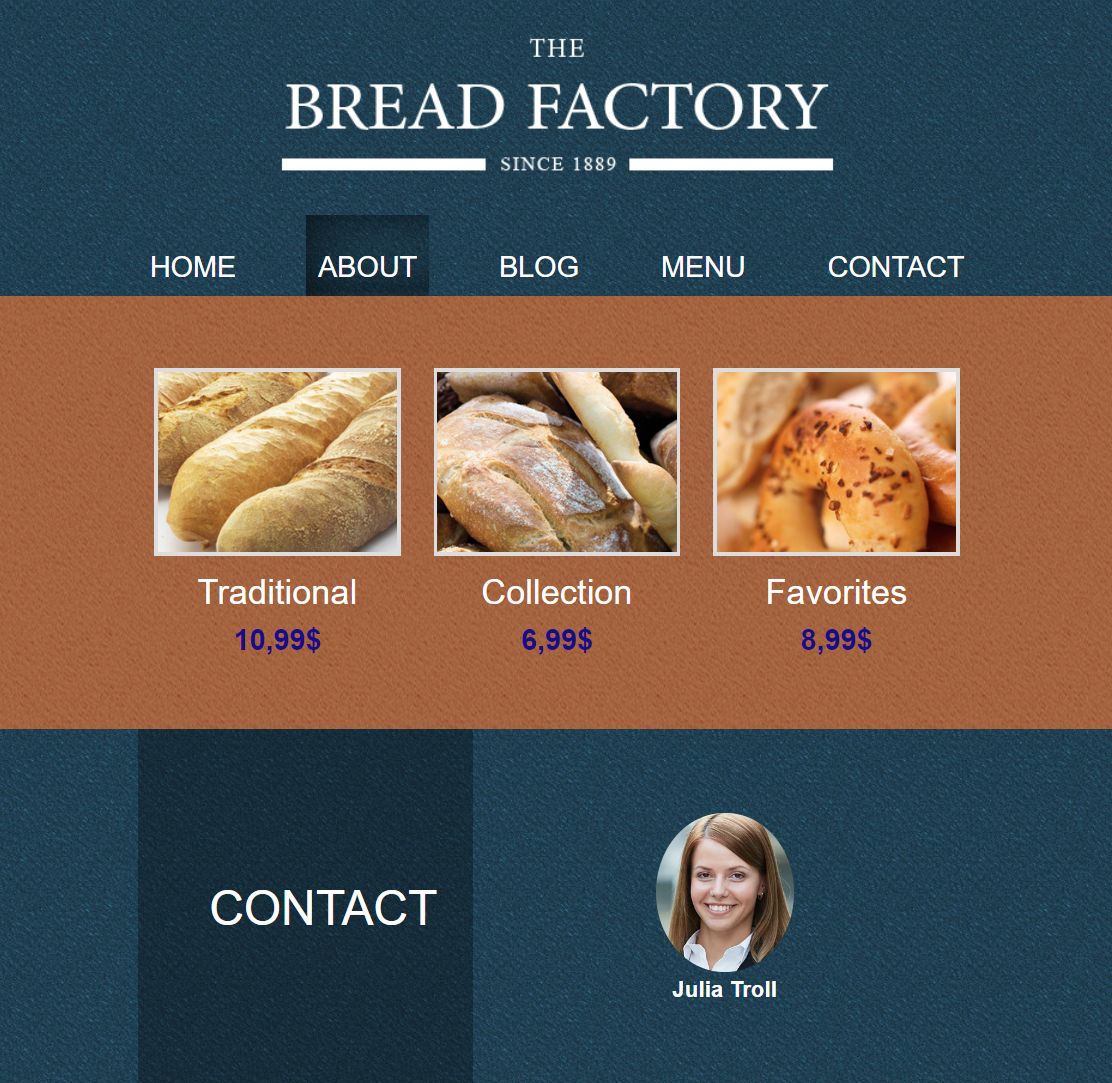 THE
BREAD FACTORY
SINCE 1889
HOME ABOUT BLOG MENU CONTACT
Traditional Collection Favorites
10,99$ 6,99$ 8,99$
CONTACT
Julia Troll